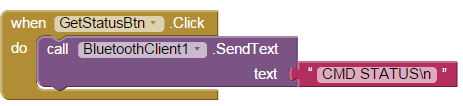 when GetStatusBtn .Click
do call BluetoothClient1 .SendText
text "CMD STATUS\n"